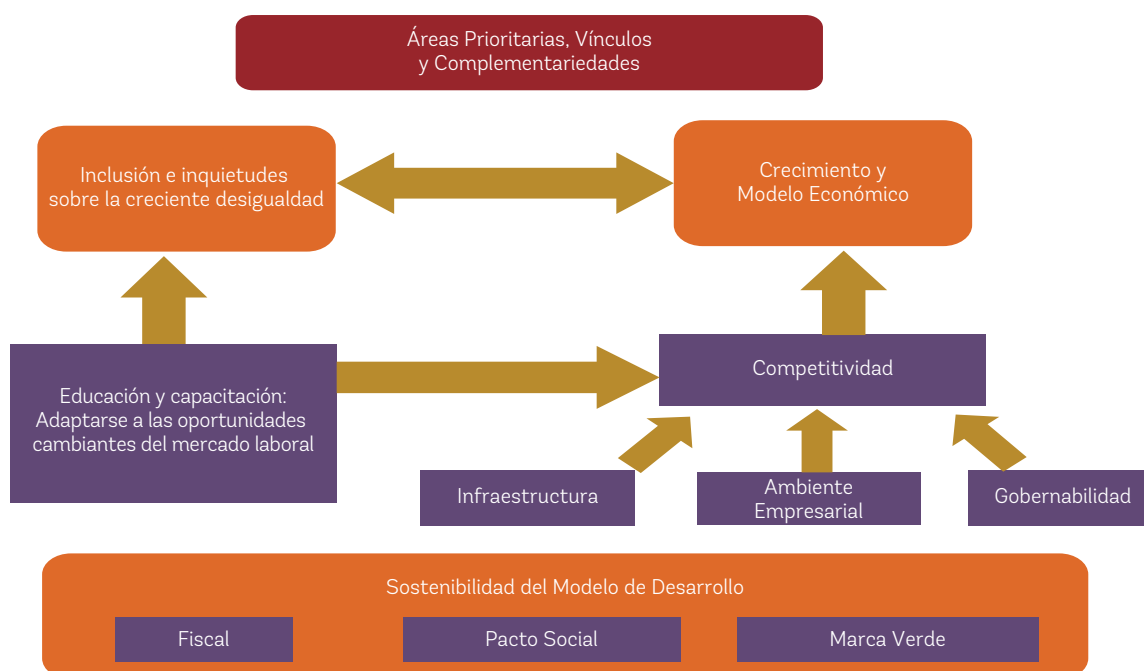 Áreas Prioritarias, Vínculos
y Complementariedades
Inclusión e inquietudes
sobre la creciente desigualdad
Crecimiento y
Modelo Económico
Educación y capacitación:
Adaptarse a las oportunidades
cambiantes del mercado laboral
Competitividad
Infraestructura
Ambiente
Empresarial
Gobernabilidad
Sostenibilidad del Modelo de Desarrollo
Fiscal
Pacto Social
Marca Verde